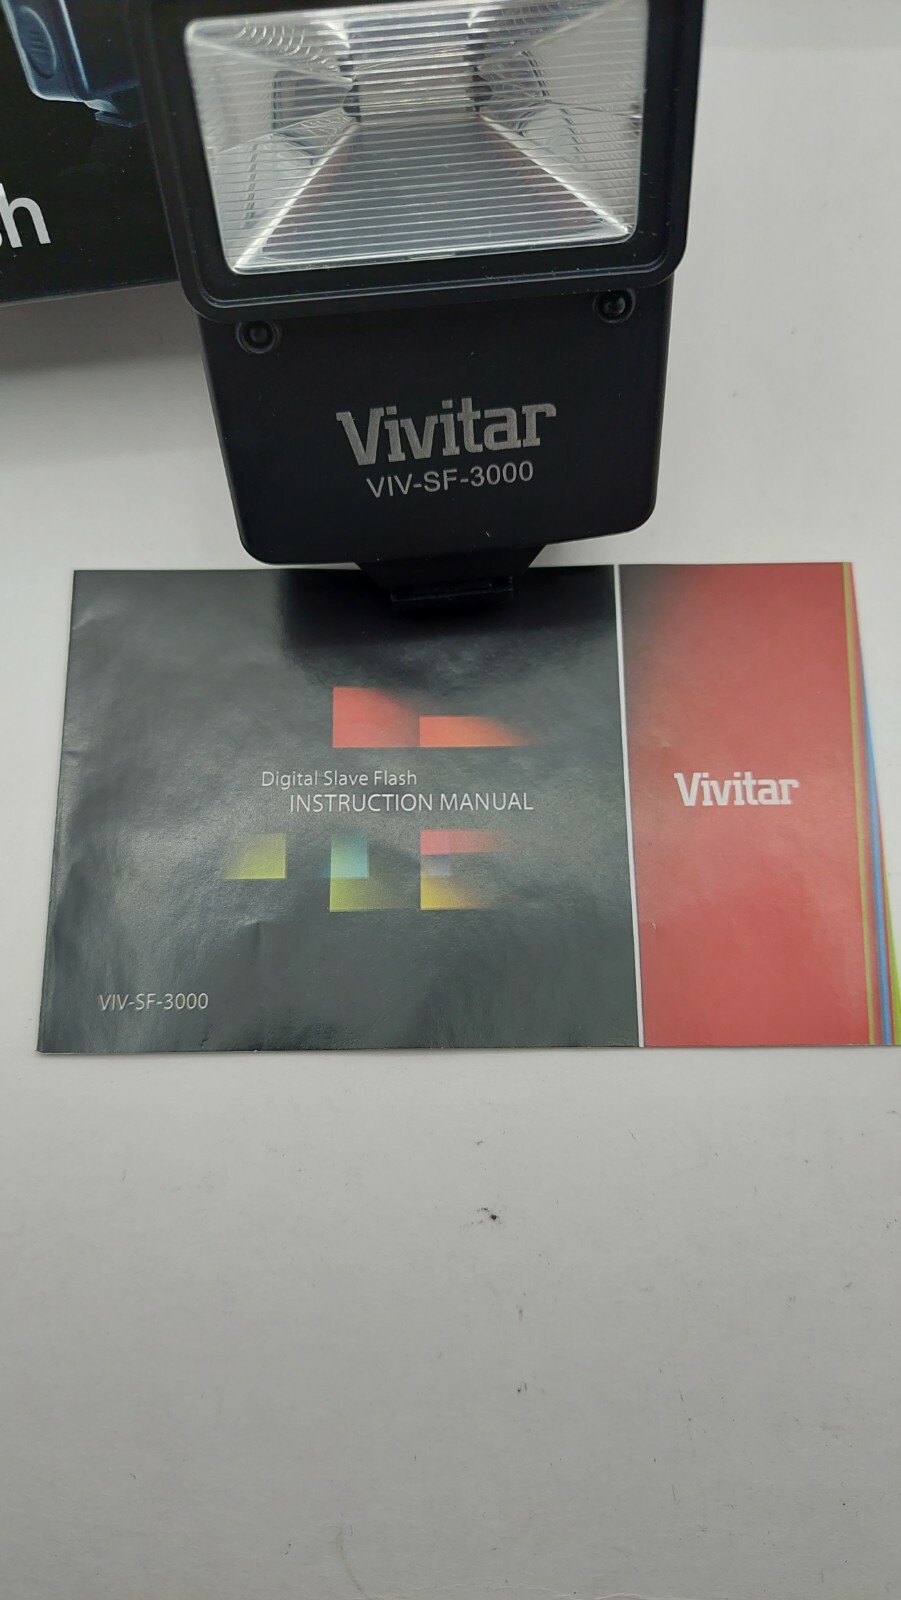 Vivitar
VIV-SF-3000
Digital Slave Flash
INSTRUCTION MANUAL
Vivitar
VIV-SF-3000